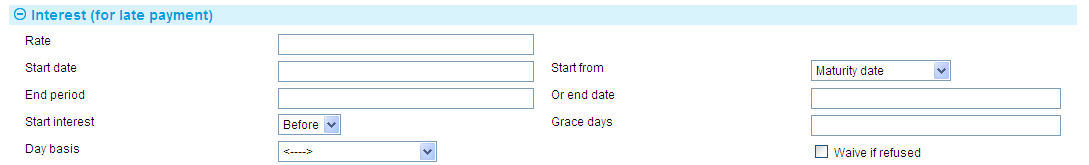 Interest (for late payment)
Rate
Start date Start from Maturity date
End period Or end date
Start interest Before Grace days
Day basis <----> Waive if refused